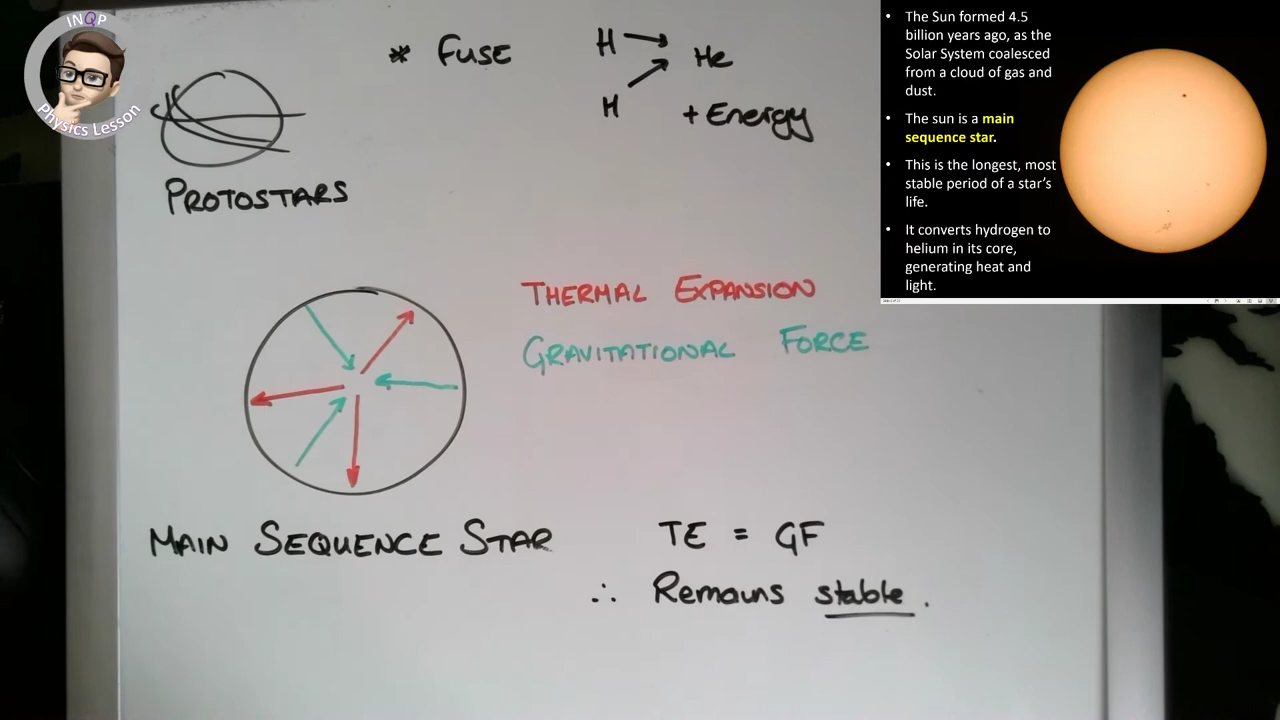 INQP
Physics Lesson
* FUSE
H → He
H
+ Energy
PROTOSTARS
THERMAL EXPANSION
GRAVITATIONAL FORCE
MAIN SEQUENCE STAR
TE = GF
∴ Remains stable.
• The Sun formed 4.5
billion years ago, as the
Solar System coalesced
from a cloud of gas and
dust.
• The sun is a main
sequence star.
• This is the longest, most
stable period of a star's
life.
• It converts hydrogen to
helium in its core,
generating heat and
light.